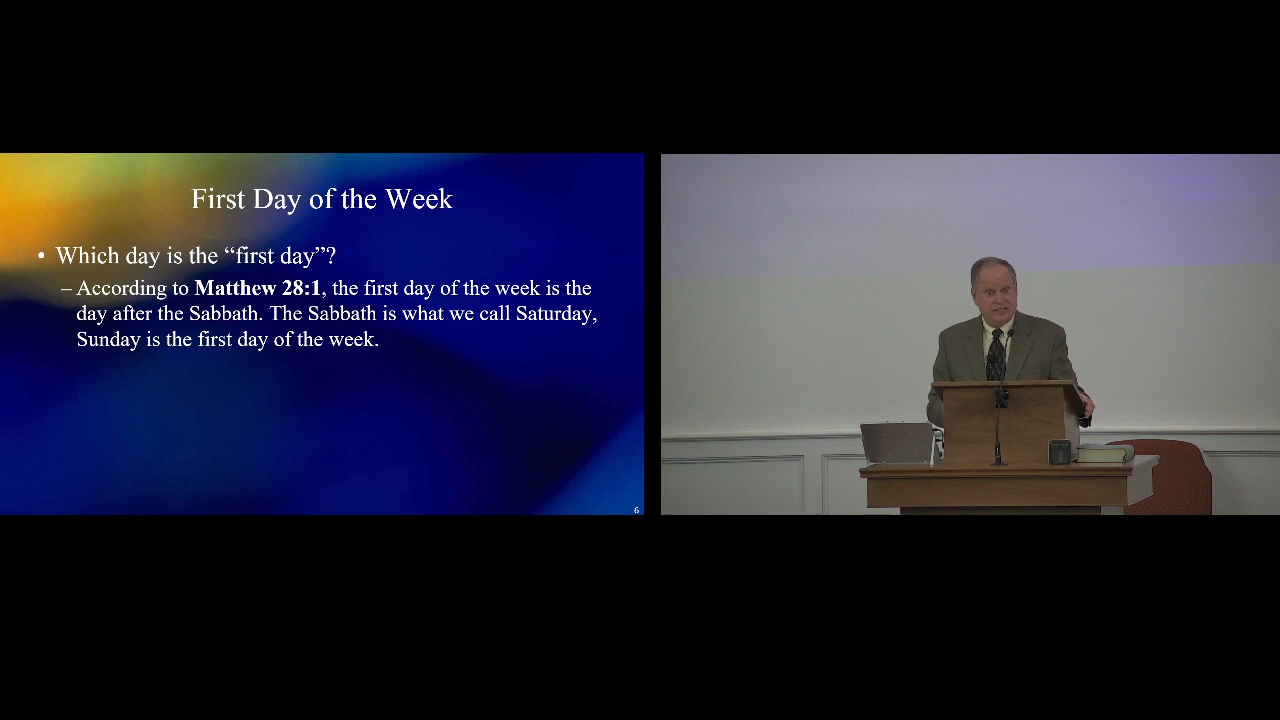 First Day of the Week
• Which day is the “first day”?
– According to Matthew 28:1, the first day of the week is the
day after the Sabbath. The Sabbath is what we call Saturday,
Sunday is the first day of the week.
6